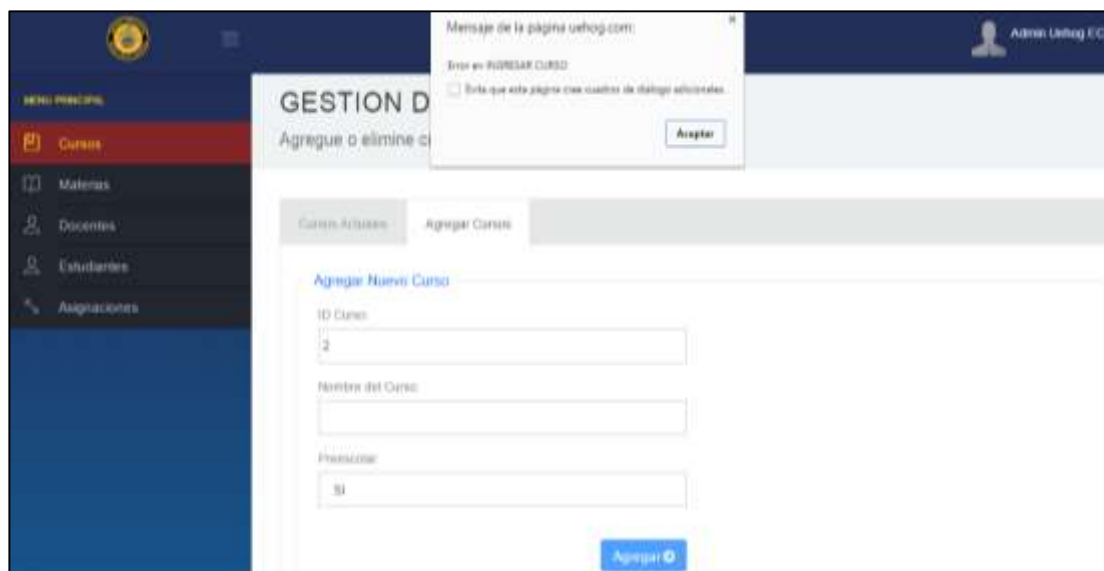 Mensaje de la página uehog.com:
Error en INGRESAR CURSO
Evita que esta página cree cuadros de diálogo adicionales.
Aceptar
Admin Uehog EC
MENU PRINCIPAL
Cursos
Materias
Docentes
Estudiantes
Asignaciones
GESTION D
Agregue o elimine c
Cursos Actuales
Agregar Cursos
Agregar Nuevo Curso
ID Curso:
2
Nombre del Curso:
Preescolar:
SI
Agregar